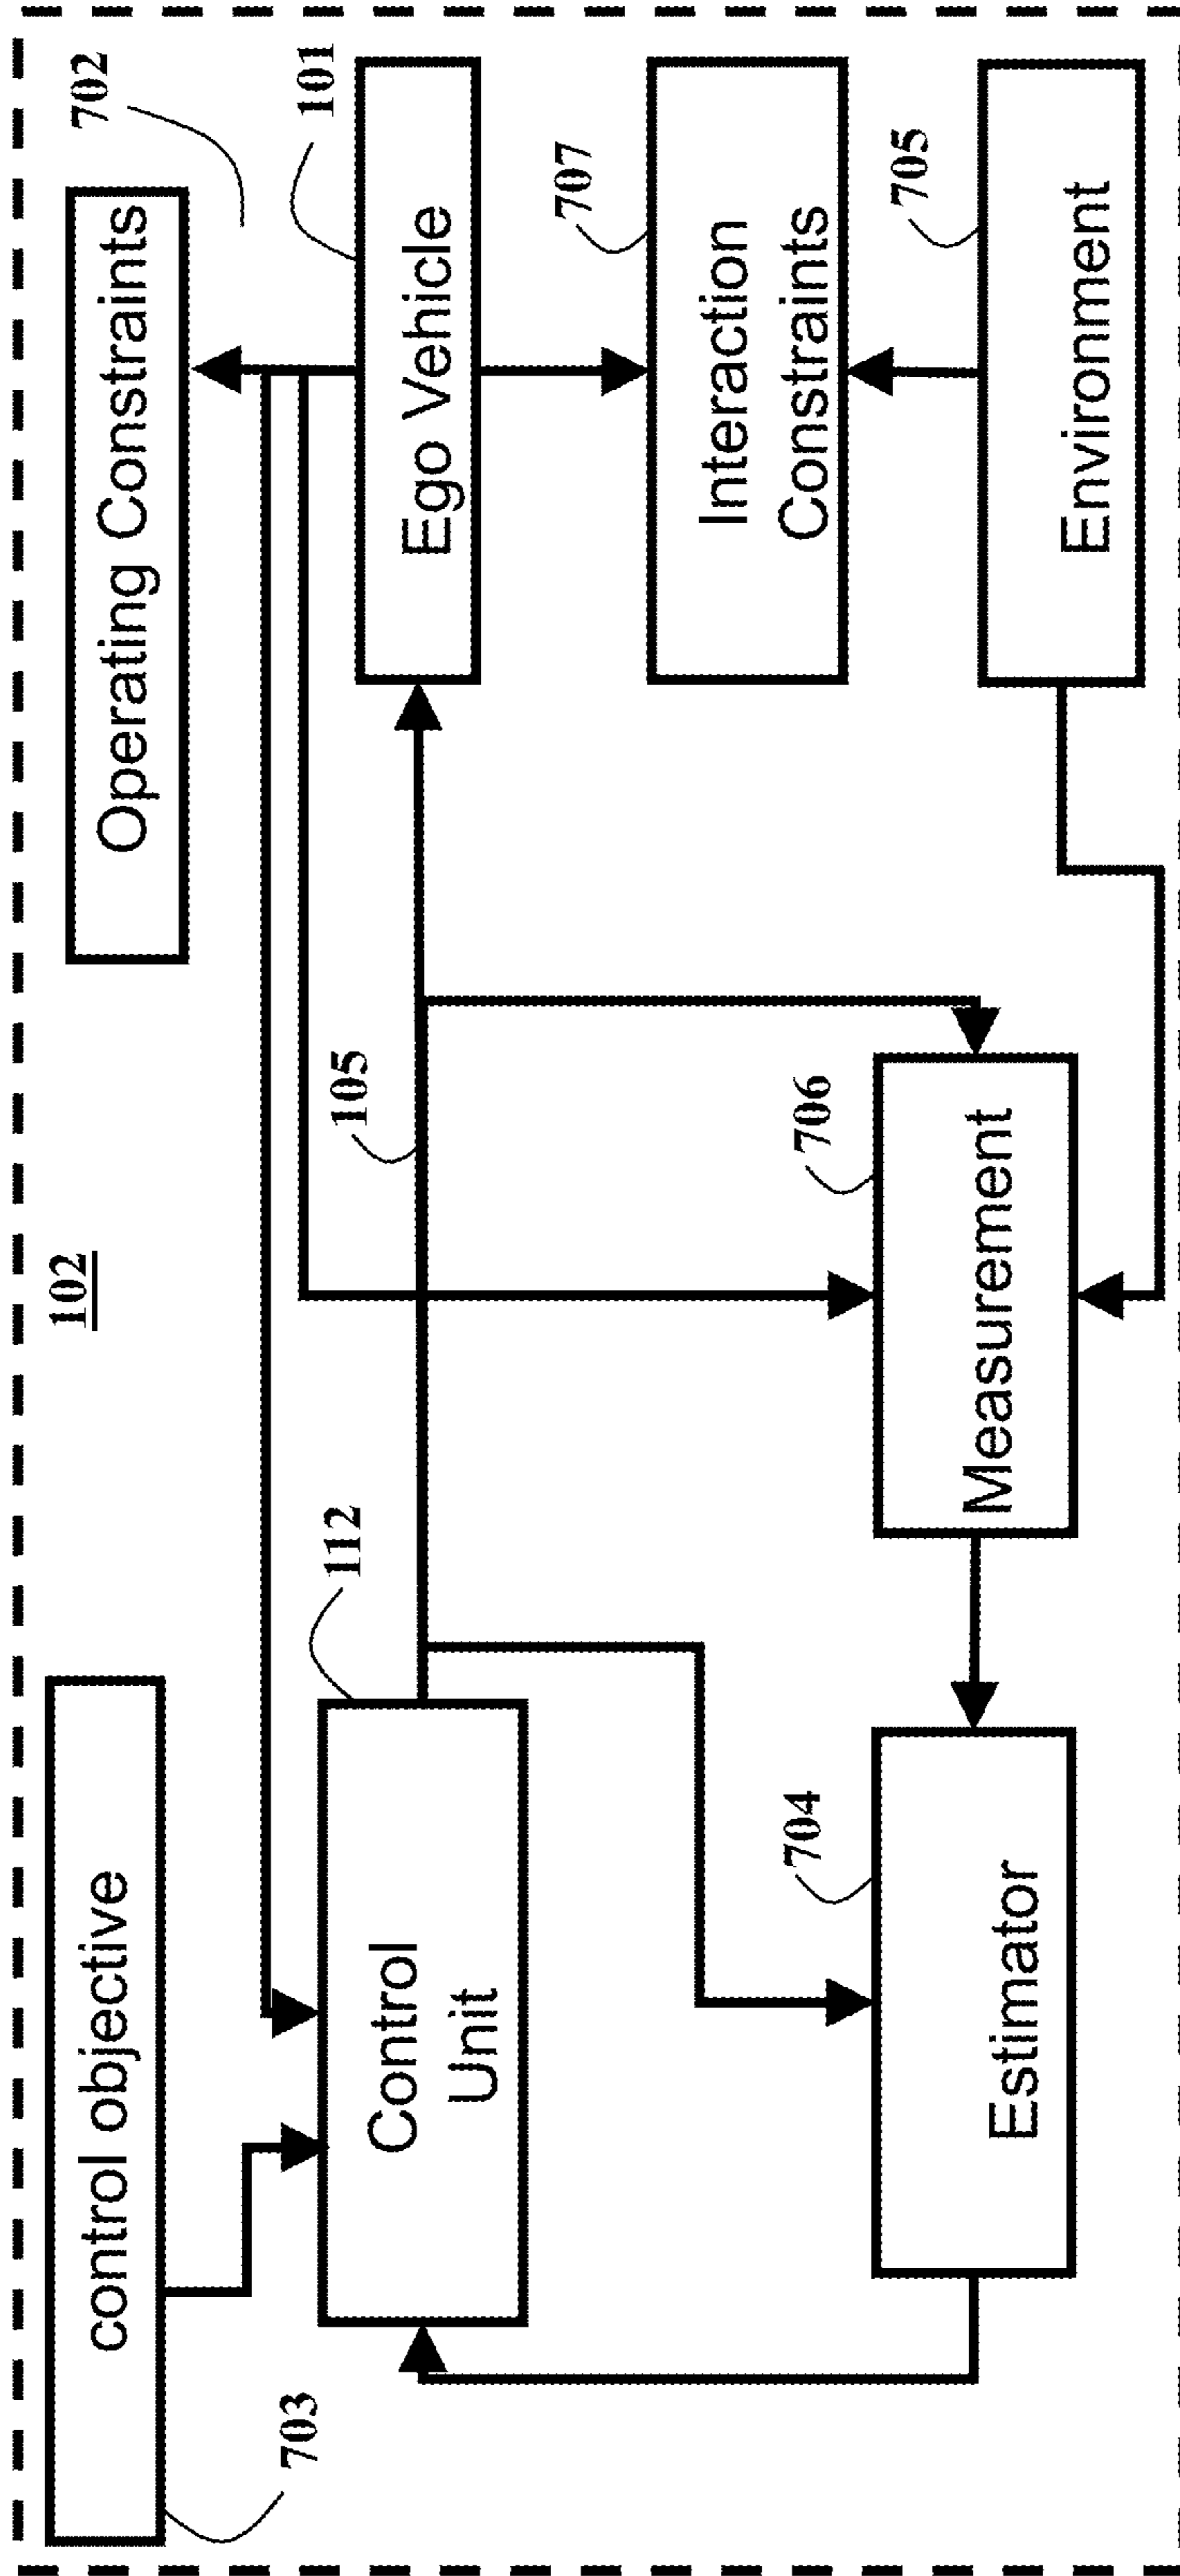 102
control objective
Operating Constraints
702
703
112
105
101
Control
Unit
Ego Vehicle
707
Interaction
Constraints
704
706
705
Estimator
Measurement
Environment